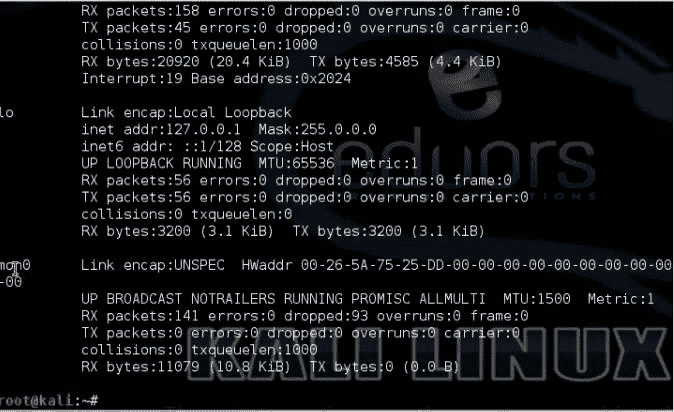 RX packets:158 errors:0 dropped:0 overruns:0 frame:0
TX packets:45 errors:0 dropped:0 overruns:0 carrier:0
collisions:0 txqueuelen:1000
RX bytes:20920 (20.4 KiB)  TX bytes:4585 (4.4 KiB)
Interrupt:19 Base address:0x2024
lo Link encap:Local Loopback
inet addr:127.0.0.1  Mask:255.0.0.0
inet6 addr: ::1/128 Scope:Host
UP LOOPBACK RUNNING  MTU:65536  Metric:1
RX packets:56 errors:0 dropped:0 overruns:0 frame:0
TX packets:56 errors:0 dropped:0 overruns:0 carrier:0
collisions:0 txqueuelen:0
RX bytes:3200 (3.1 KiB)  TX bytes:3200 (3.1 KiB)
mon0 Link encap:UNSPEC  HWaddr 00-26-5A-75-25-DD-00-00-00-00-00-00-00-00-00
-00
UP BROADCAST NOTRAILERS RUNNING PROMISC ALLMULTI  MTU:1500  Metric:1
RX packets:141 errors:0 dropped:93 overruns:0 frame:0
TX packets:0 errors:0 dropped:0 overruns:0 carrier:0
collisions:0 txqueuelen:1000
RX bytes:11079 (10.8 KiB)  TX bytes:0 (0.0 B)
root@kali:~#
KALI LINUX